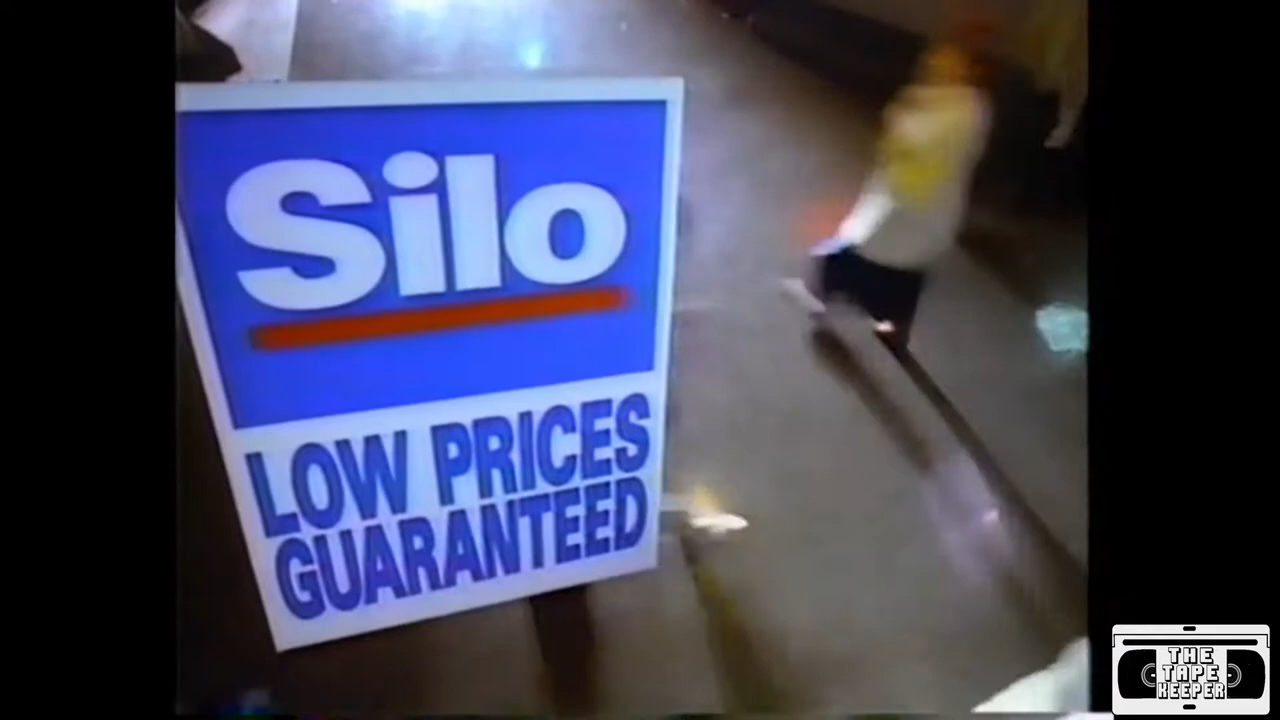 Silo
LOW PRICES
GUARANTEED
THE
TAPE
KEEPER